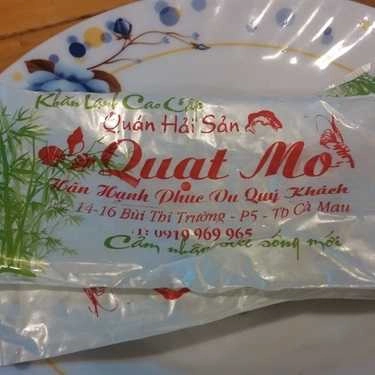 Khăn Lạnh Cao Cấp
Quán Hải Sản
Quạt Mo
Hân Hạnh Phục Vụ Quý Khách
14-16 Bùi Thị Trường - P5 - Tp Cà Mau
T: 0919 969 965
Cảm nhận sức sống mới